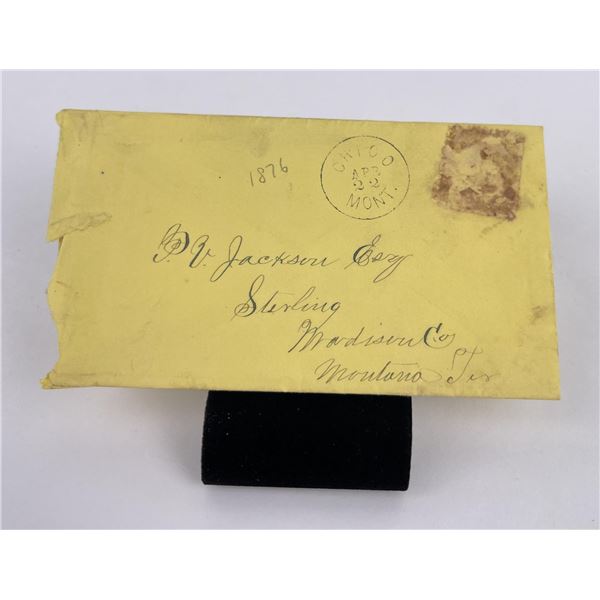 1876
CHICO
APR
22
MONT.
P. V. Jackson Esq
Sterling
Madison Co
Montana Ter